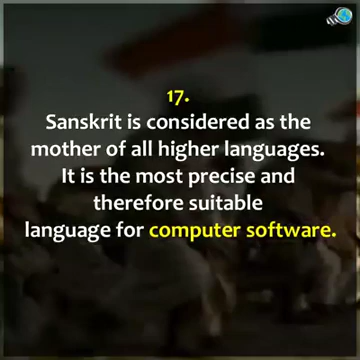 17.
Sanskrit is considered as the
mother of all higher languages.
It is the most precise and
therefore suitable
language for computer software.